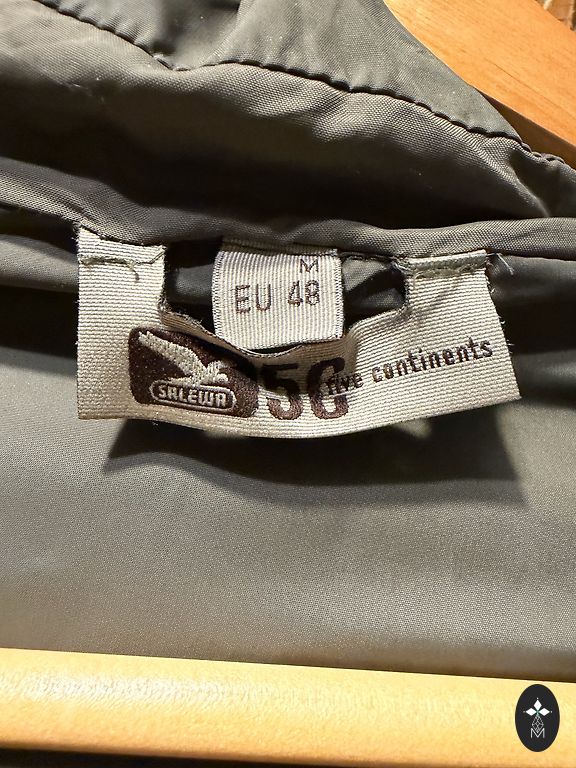 M
EU 48
SALEWA 5C five continents
M